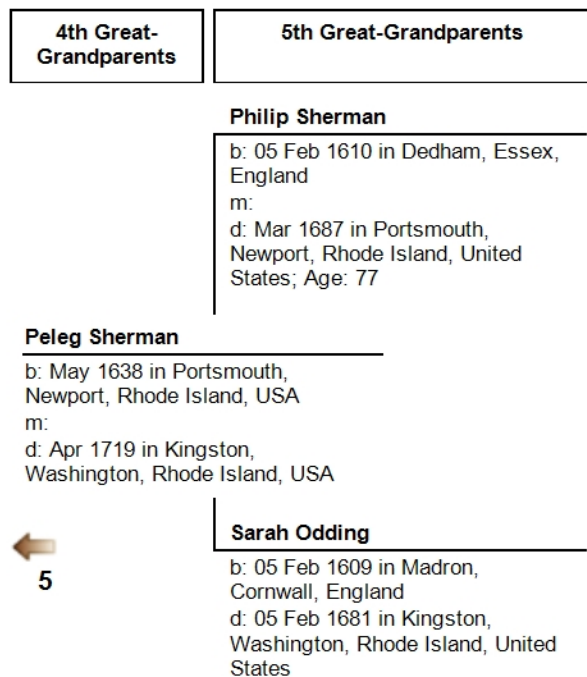 4th Great-
Grandparents
5th Great-Grandparents
Philip Sherman
b: 05 Feb 1610 in Dedham, Essex,
England
m:
d: Mar 1687 in Portsmouth,
Newport, Rhode Island, United
States; Age: 77
Peleg Sherman
b: May 1638 in Portsmouth,
Newport, Rhode Island, USA
m:
d: Apr 1719 in Kingston,
Washington, Rhode Island, USA
5
Sarah Odding
b: 05 Feb 1609 in Madron,
Cornwall, England
d: 05 Feb 1681 in Kingston,
Washington, Rhode Island, United
States